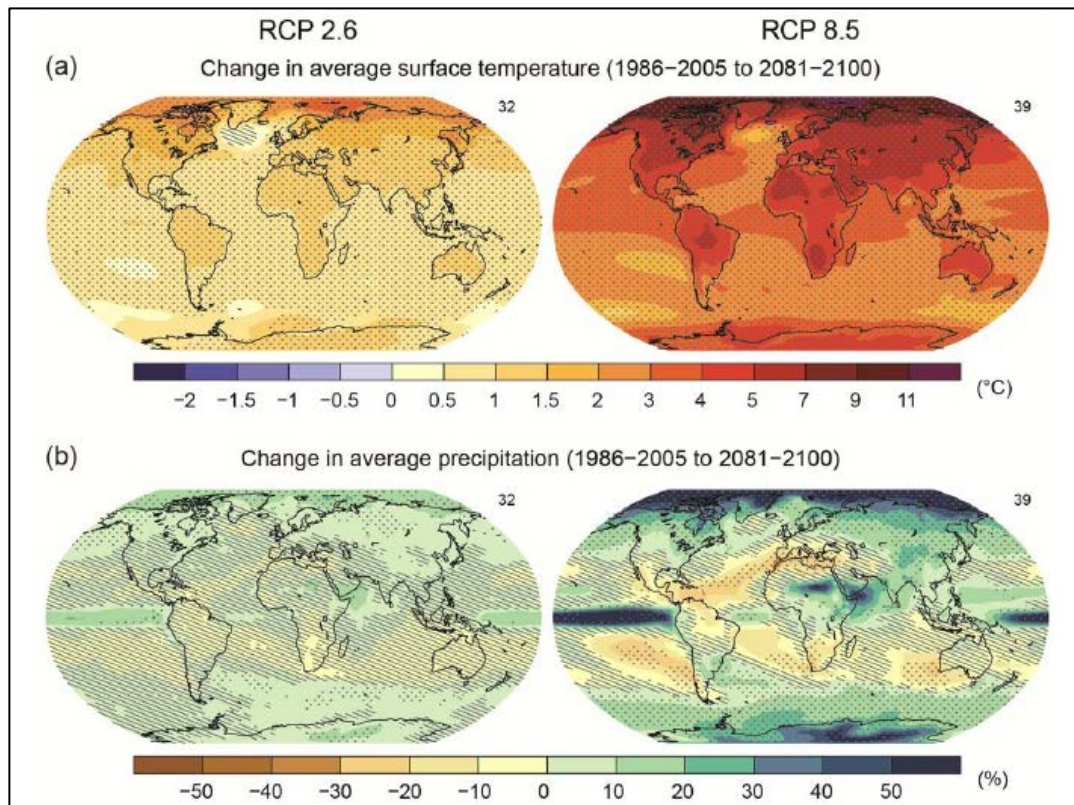 RCP 2.6 RCP 8.5
(a) Change in average surface temperature (1986−2005 to 2081−2100)
32 39
−2 −1.5 −1 −0.5 0 0.5 1 1.5 2 3 4 5 7 9 11 (°C)
(b) Change in average precipitation (1986−2005 to 2081−2100)
32 39
−50 −40 −30 −20 −10 0 10 20 30 40 50 (%)